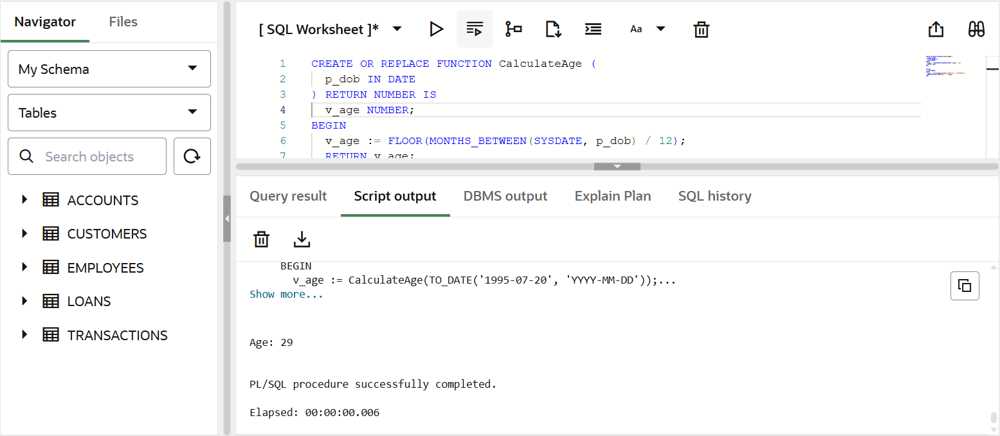 Navigator Files
My Schema
Tables
Search objects
ACCOUNTS
CUSTOMERS
EMPLOYEES
LOANS
TRANSACTIONS
[ SQL Worksheet ]* Aa
1 CREATE OR REPLACE FUNCTION CalculateAge (
2 p_dob IN DATE
3 ) RETURN NUMBER IS
4 v_age NUMBER;
5 BEGIN
6 v_age := FLOOR(MONTHS_BETWEEN(SYSDATE, p_dob) / 12);
7 RETURN v_age;
Query result Script output DBMS output Explain Plan SQL history
BEGIN
v_age := CalculateAge(TO_DATE('1995-07-20', 'YYYY-MM-DD'));...
Show more...
Age: 29
PL/SQL procedure successfully completed.
Elapsed: 00:00:00.006